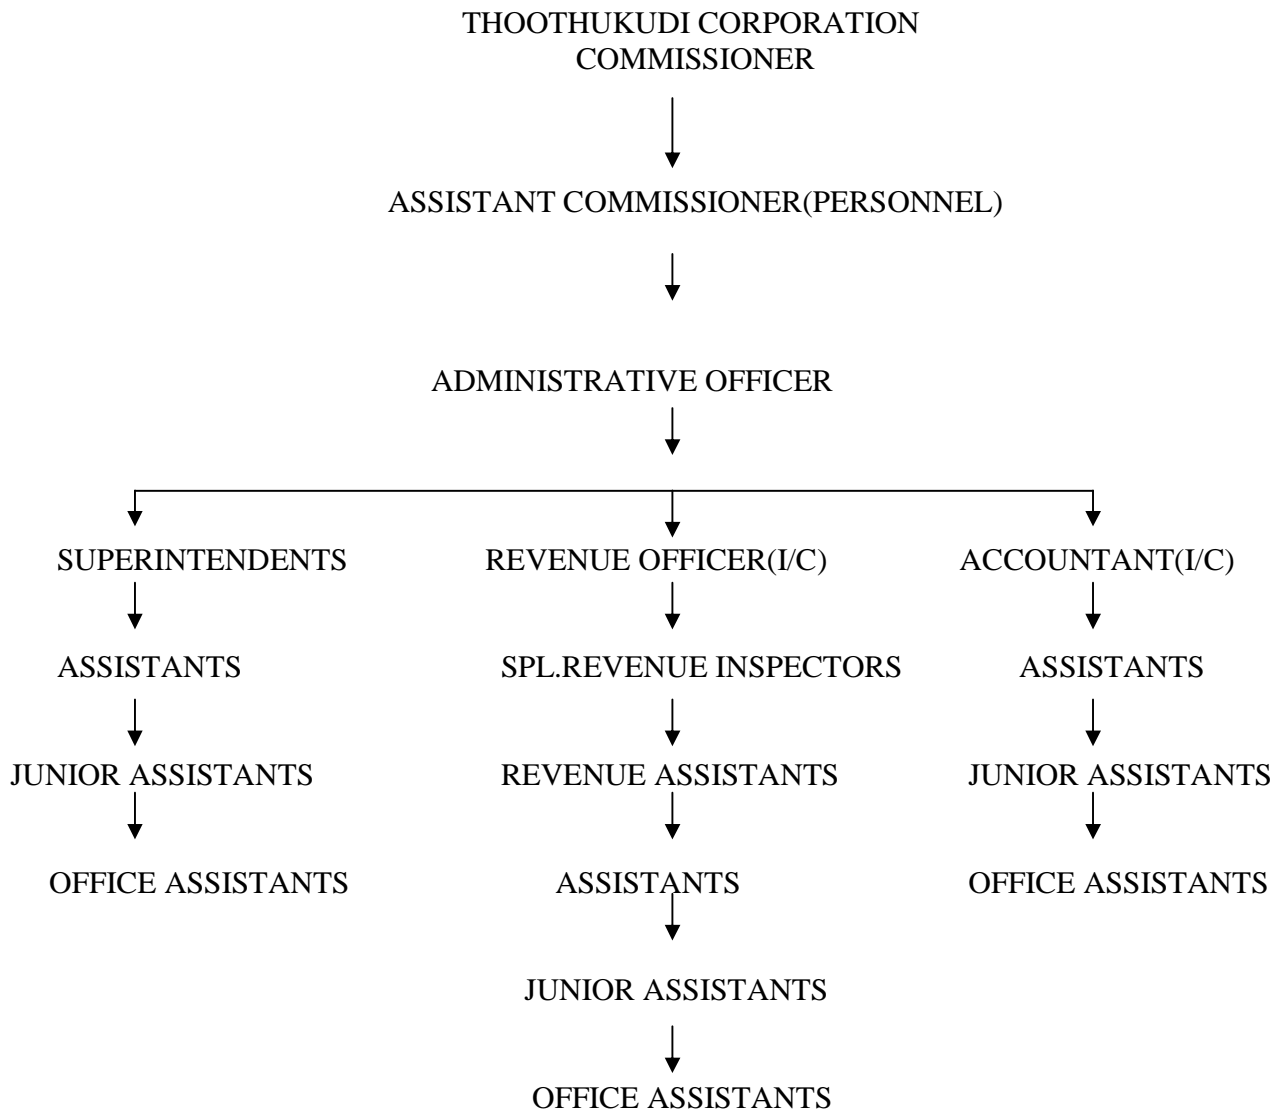 THOOTHUKUDI CORPORATION
COMMISSIONER
ASSISTANT COMMISSIONER(PERSONNEL)
ADMINISTRATIVE OFFICER
SUPERINTENDENTS REVENUE OFFICER(I/C) ACCOUNTANT(I/C)
ASSISTANTS SPL.REVENUE INSPECTORS ASSISTANTS
JUNIOR ASSISTANTS REVENUE ASSISTANTS JUNIOR ASSISTANTS
OFFICE ASSISTANTS ASSISTANTS OFFICE ASSISTANTS
JUNIOR ASSISTANTS
OFFICE ASSISTANTS